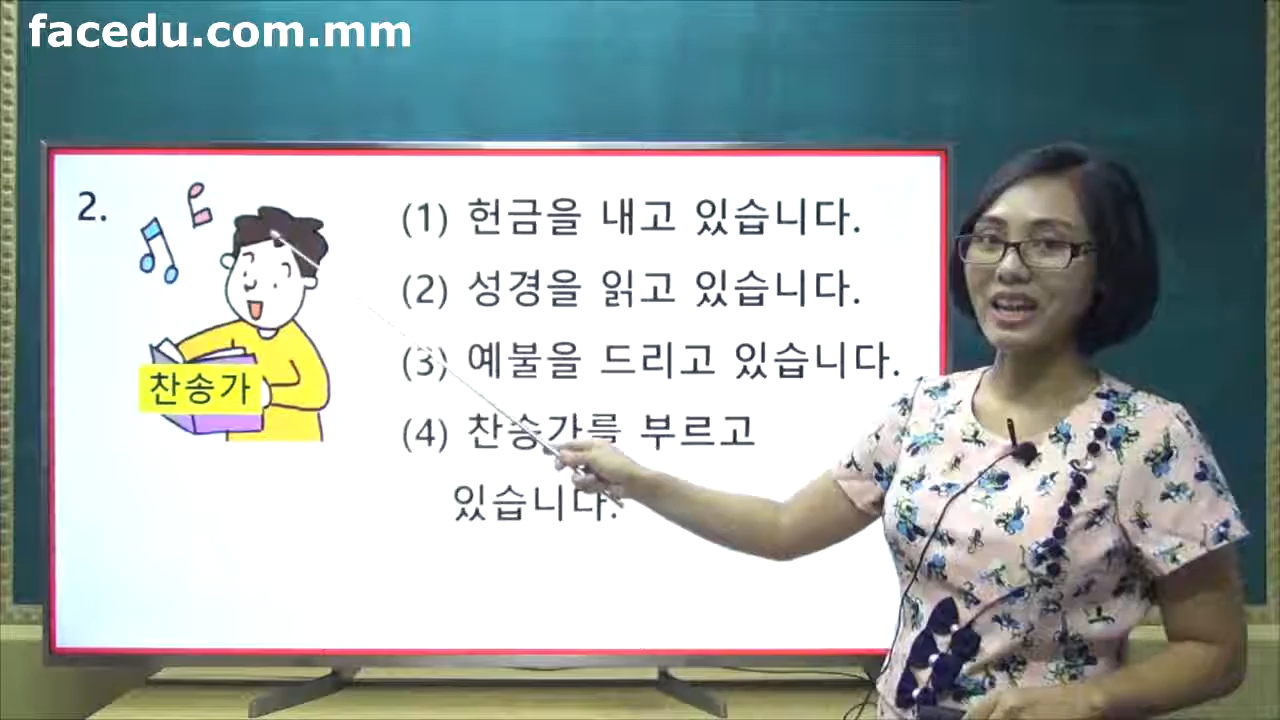 facedu.com.mm
2.
(1) 헌금을 내고 있습니다.
(2) 성경을 읽고 있습니다.
(3) 예불을 드리고 있습니다.
(4) 찬송가를 부르고
있습니다.
찬송가